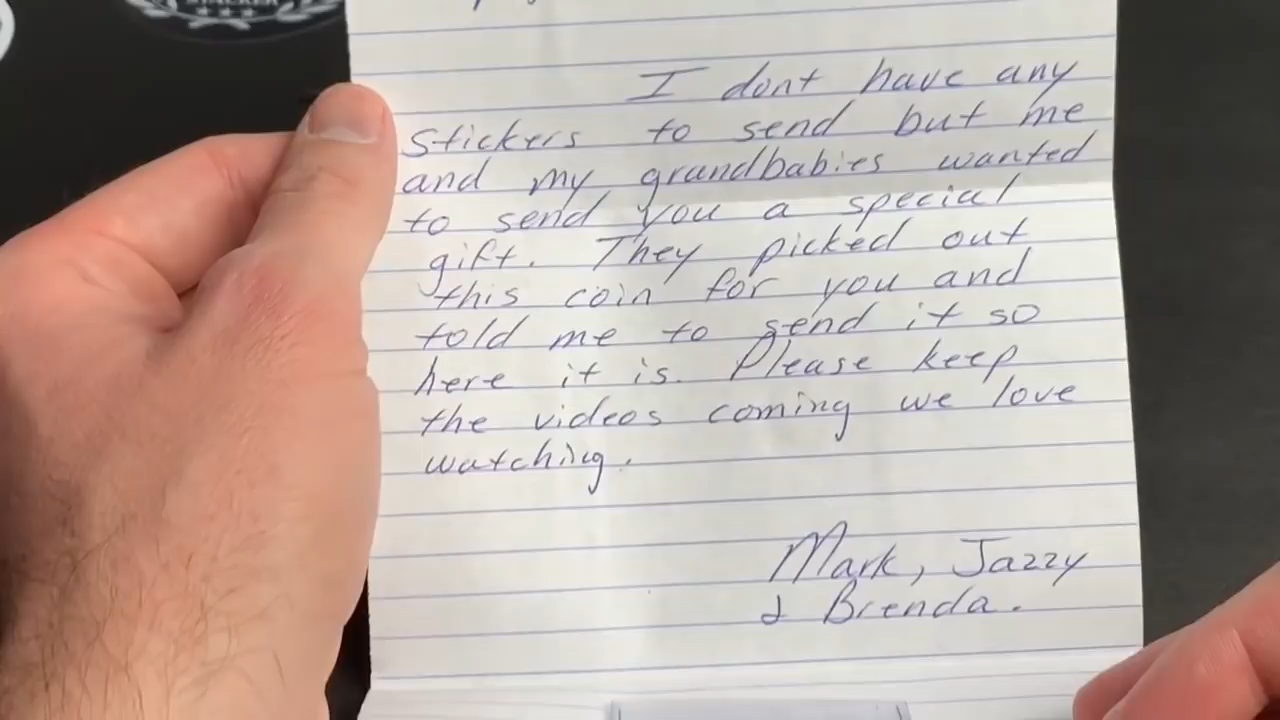 STACKER
I dont have any
stickers to send but me
and my grandbabies wanted
to send you a special
gift. They picked out
this coin for you and
told me to send it so
here it is. Please keep
the videos coming we love
watching.
Mark, Jazzy
& Brenda.